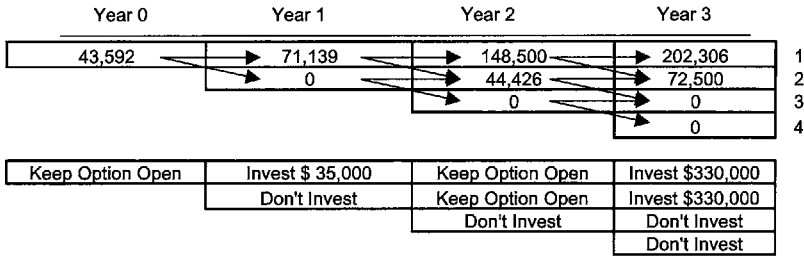 Year 0 Year 1 Year 2 Year 3
43,592 71,139 148,500 202,306 1
0 44,426 72,500 2
0 0 3
0 4
Keep Option Open Invest $ 35,000 Keep Option Open Invest $330,000
Don't Invest Keep Option Open Invest $330,000
Don't Invest Don't Invest
Don't Invest